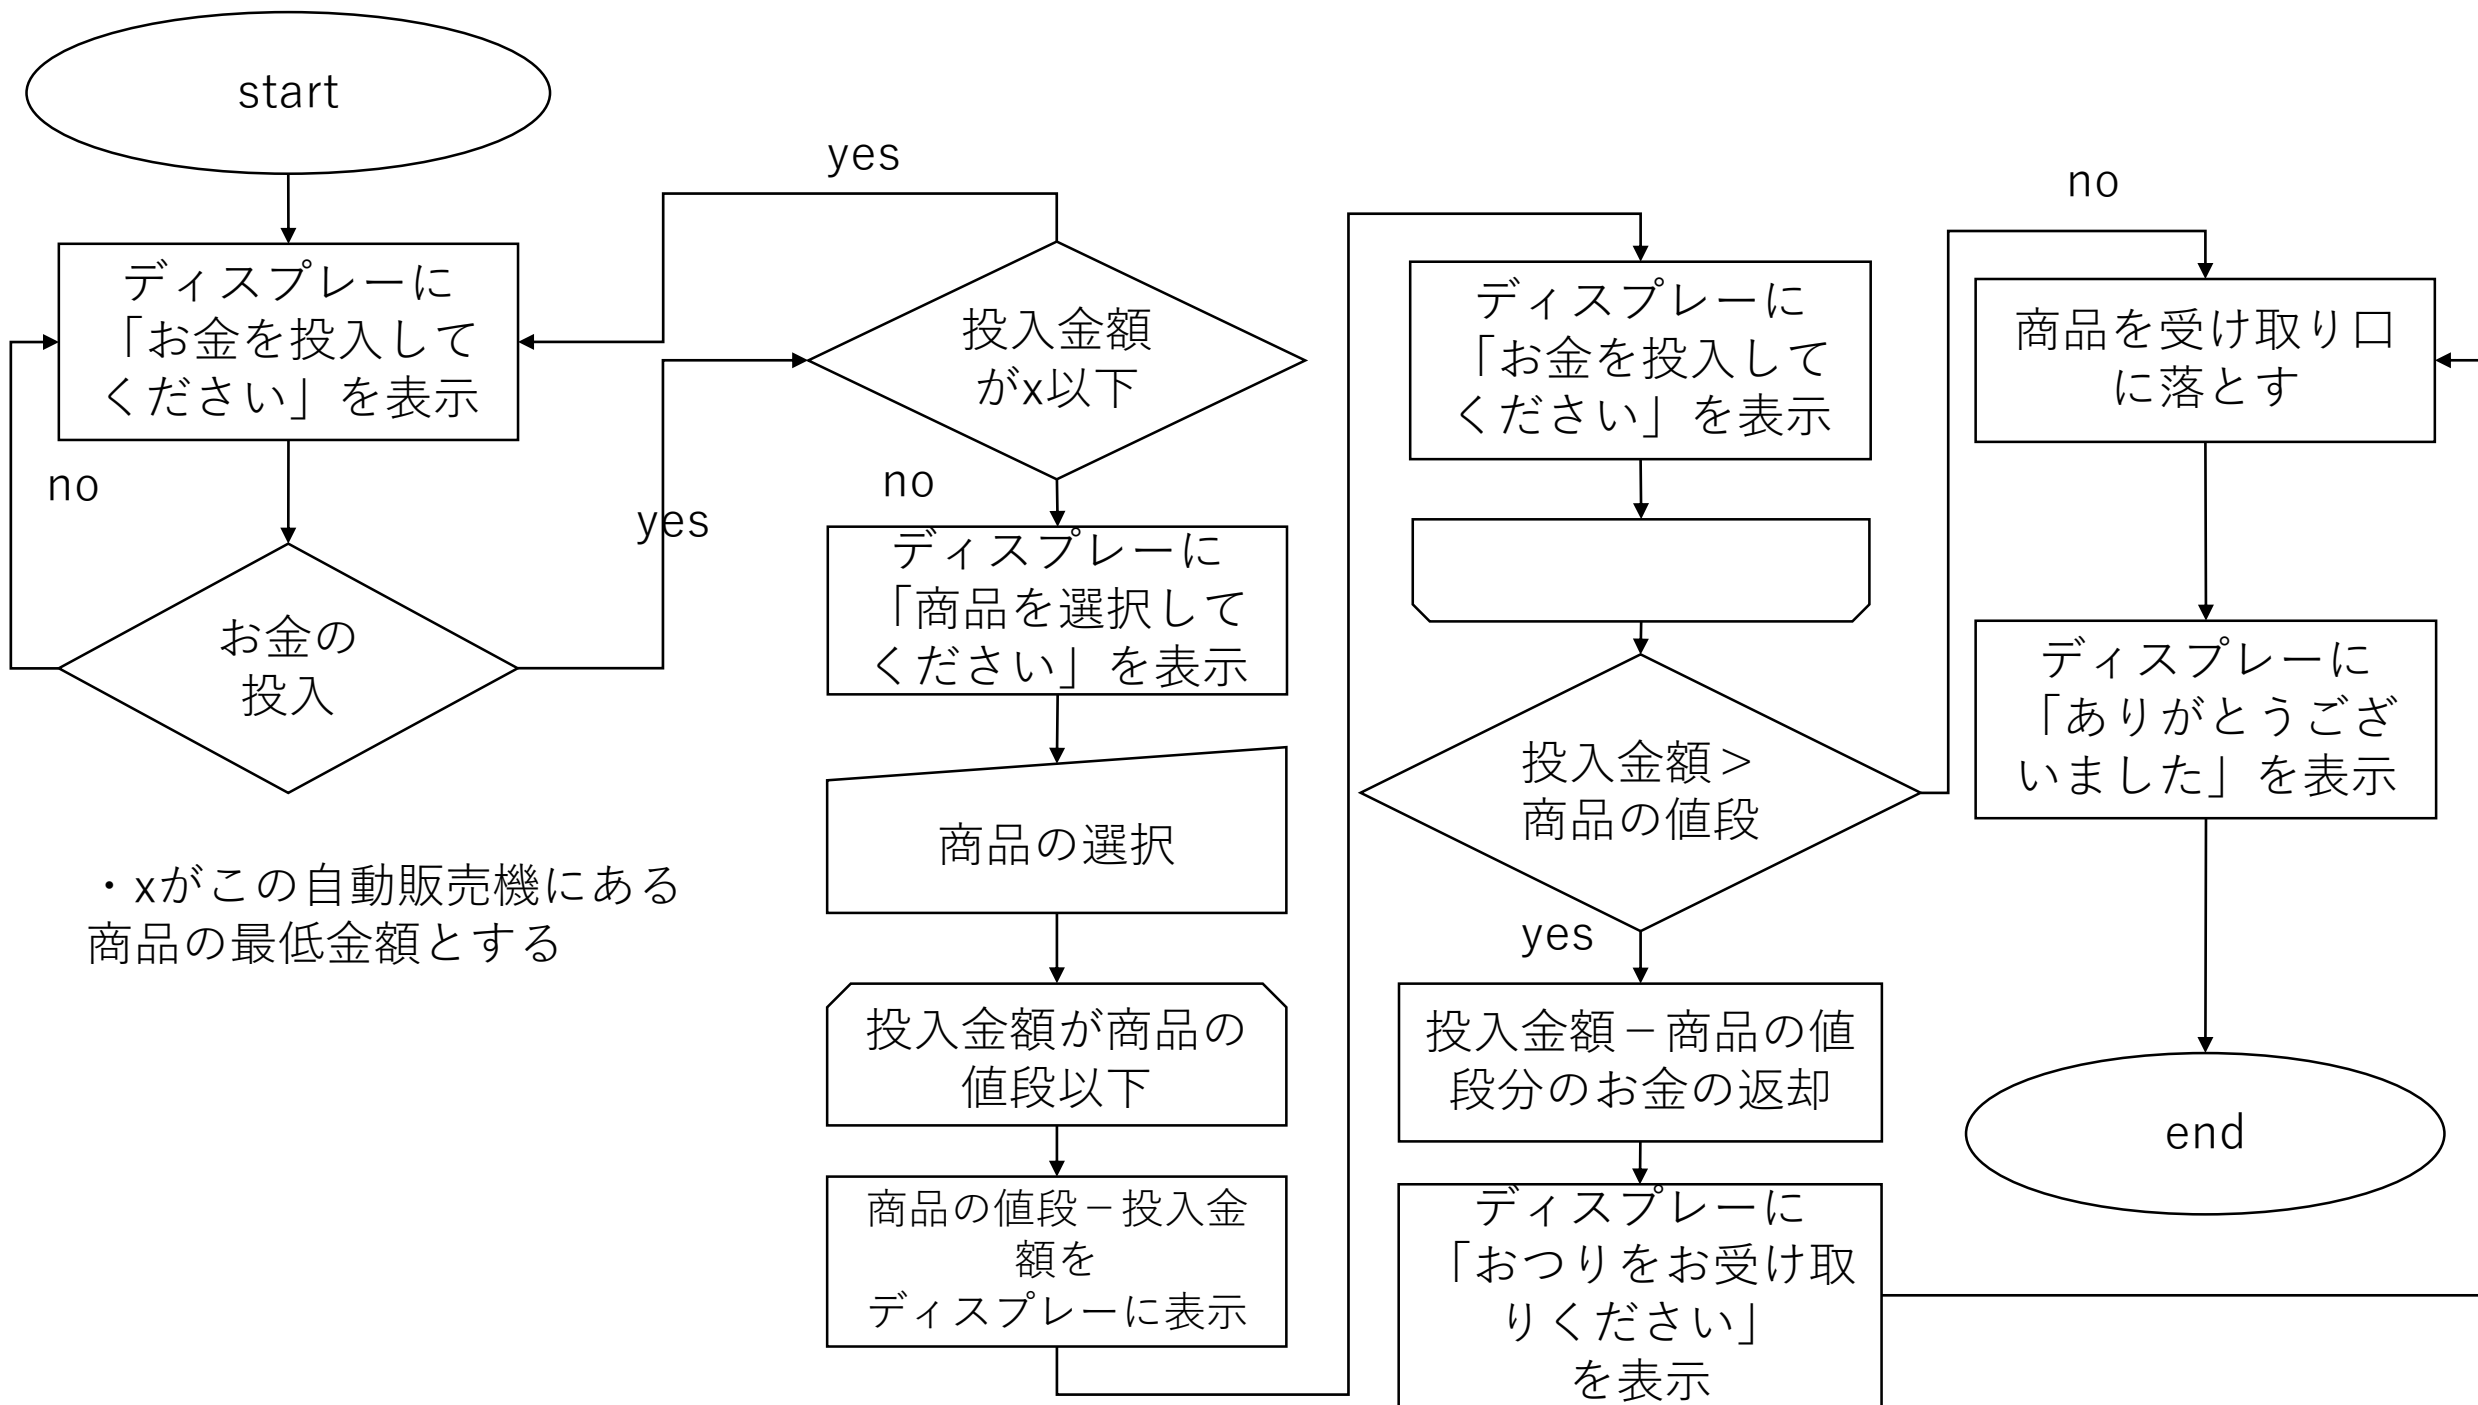 start
ディスプレーに
「お金を投入して
ください」を表示
no
お金の
投入
yes
・xがこの自動販売機にある
商品の最低金額とする
yes
投入金額
がx以下
no
ディスプレーに
「商品を選択して
ください」を表示
商品の選択
投入金額が商品の
値段以下
商品の値段－投入金
額を
ディスプレーに表示
ディスプレーに
「お金を投入して
ください」を表示
投入金額＞
商品の値段
yes
投入金額－商品の値
段分のお金の返却
ディスプレーに
「おつりをお受け取
りください」
を表示
no
商品を受け取り口
に落とす
ディスプレーに
「ありがとうござ
いました」を表示
end